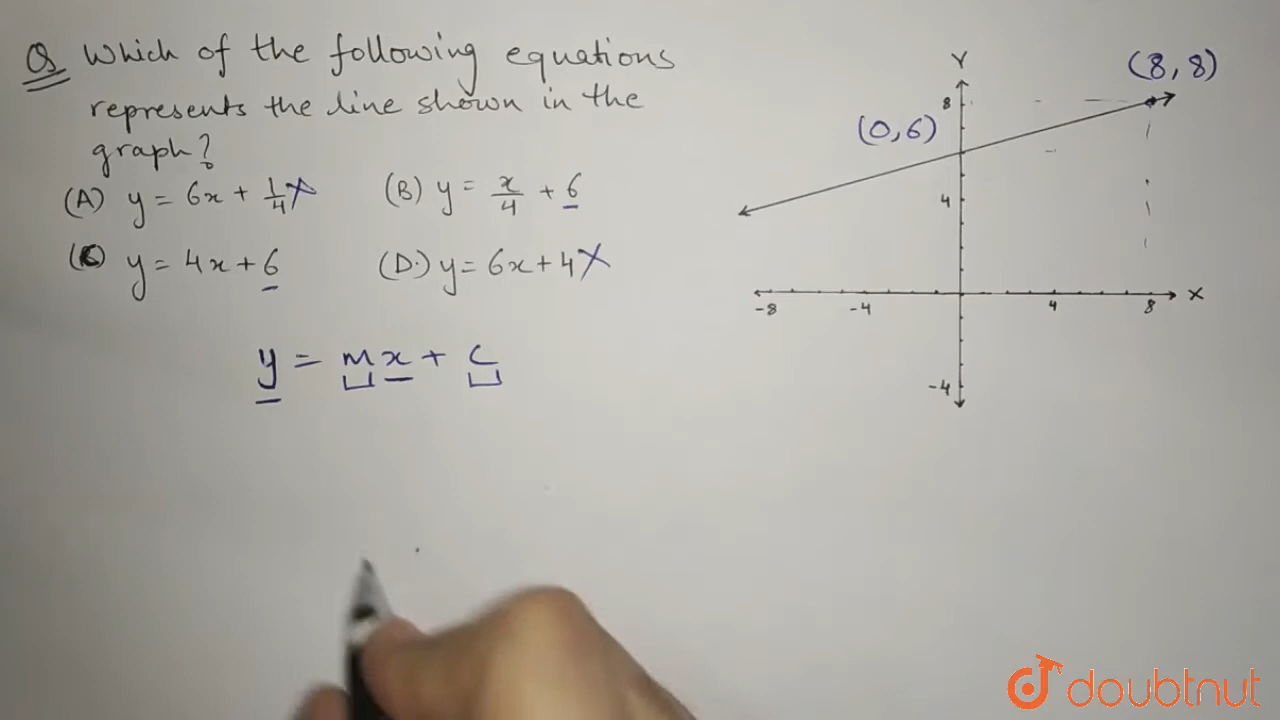 Q Which of the following equations
represents the line shown in the
graph?
(A) y = 6x + 1/4 X
(B) y = x/4 + 6
(C) y = 4x + 6
(D.) y = 6x + 4 X
y = mx + c
Y
(8, 8)
8
(0, 6)
4
X
-8 -4 4 8
-4
doubtnut